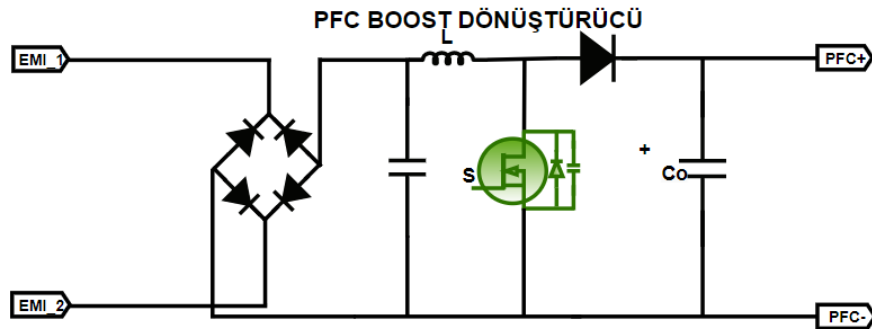 PFC BOOST DÖNÜŞTÜRÜCÜ
L
EMI_1
PFC+
S
+
Co
EMI_2
PFC-